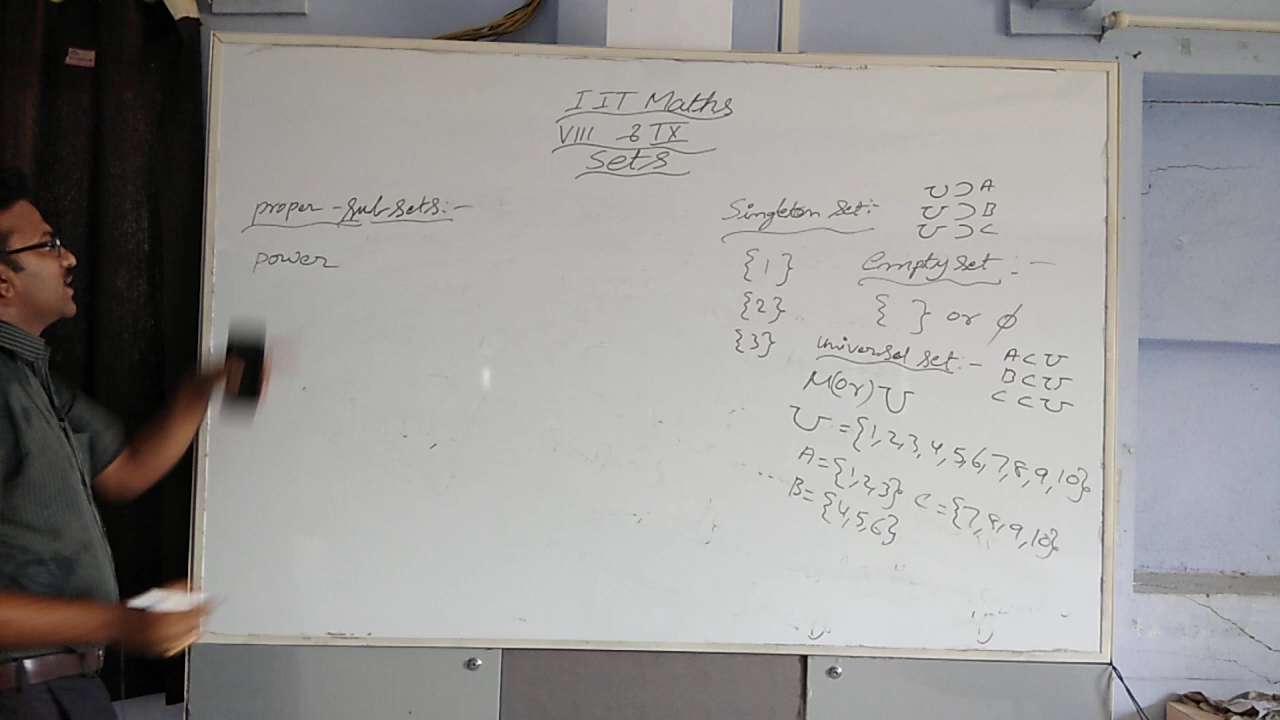 IIT Maths
VIII & IX
Sets
proper - subsets:-
power
Singleton set:-
{1}
{2}
{3}
U⊃A
U⊃B
U⊃C
Empty set :-
{ } or ϕ
universal set:-
M(or) U
A⊂U
B⊂U
C⊂U
U={1,2,3,4,5,6,7,8,9,10}
A={1,2,3}
B={4,5,6}
C={7,8,9,10}